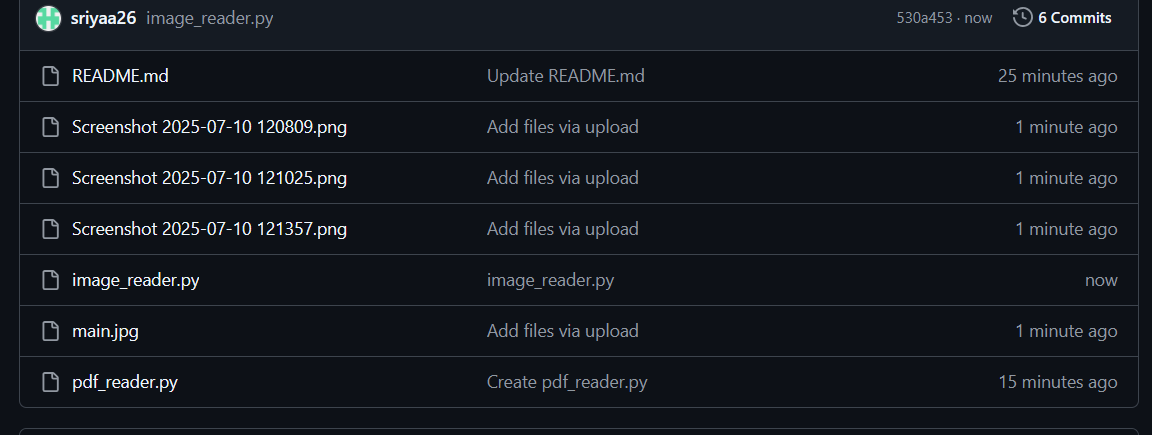 sriyaa26 image_reader.py 530a453 · now 6 Commits
README.md Update README.md 25 minutes ago
Screenshot 2025-07-10 120809.png Add files via upload 1 minute ago
Screenshot 2025-07-10 121025.png Add files via upload 1 minute ago
Screenshot 2025-07-10 121357.png Add files via upload 1 minute ago
image_reader.py image_reader.py now
main.jpg Add files via upload 1 minute ago
pdf_reader.py Create pdf_reader.py 15 minutes ago